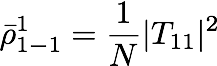 $\bar{\rho}^{1}_{1-1} = \frac{1}{N} |T_{11}|^2$